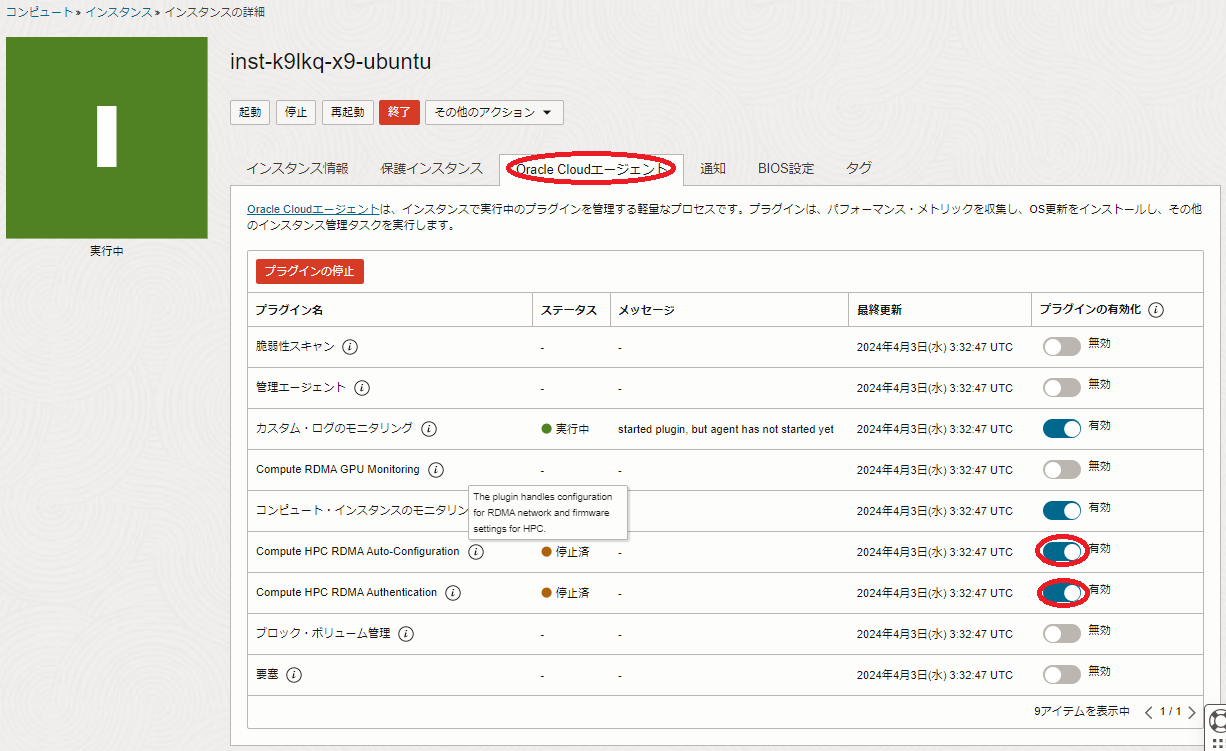 コンピュート » インスタンス » インスタンスの詳細
inst-k9lkq-x9-ubuntu
起動 停止 再起動 終了 その他のアクション
実行中
インスタンス情報 保護インスタンス Oracle Cloudエージェント 通知 BIOS設定 タグ
Oracle Cloudエージェントは、インスタンスで実行中のプラグインを管理する軽量なプロセスです。プラグインは、パフォーマンス・メトリックを収集し、OS更新をインストールし、その他
のインスタンス管理タスクを実行します。
プラグインの停止
プラグイン名 ステータス メッセージ 最終更新 プラグインの有効化 i
脆弱性スキャン i - - 2024年4月3日(水) 3:32:47 UTC 無効
管理エージェント i - - 2024年4月3日(水) 3:32:47 UTC 無効
カスタム・ログのモニタリング i 実行中 started plugin, but agent has not started yet 2024年4月3日(水) 3:32:47 UTC 有効
Compute RDMA GPU Monitoring i - - 2024年4月3日(水) 3:32:47 UTC 無効
The plugin handles configuration
for RDMA network and firmware
settings for HPC.
コンピュート・インスタンスのモニタリン 2024年4月3日(水) 3:32:47 UTC 有効
Compute HPC RDMA Auto-Configuration i 停止済 - 2024年4月3日(水) 3:32:47 UTC 有効
Compute HPC RDMA Authentication i 停止済 - 2024年4月3日(水) 3:32:47 UTC 有効
ブロック・ボリューム管理 i - - 2024年4月3日(水) 3:32:47 UTC 無効
要塞 i - - 2024年4月3日(水) 3:32:47 UTC 無効
9アイテムを表示中 1 / 1